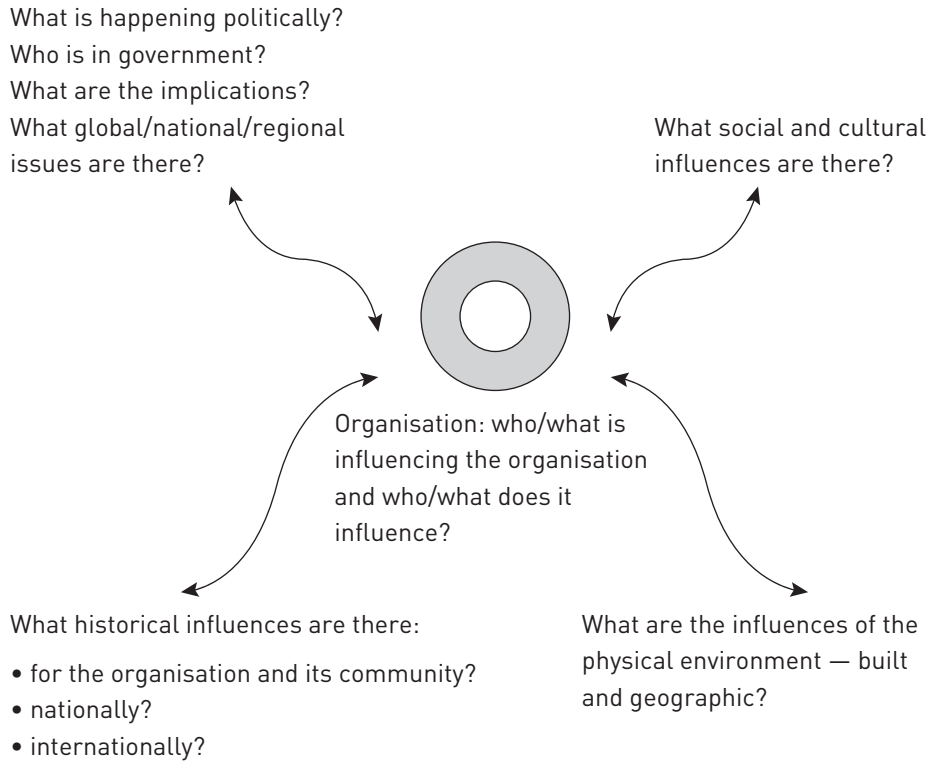 What is happening politically?
Who is in government?
What are the implications?
What global/national/regional
issues are there?
What social and cultural
influences are there?
Organisation: who/what is
influencing the organisation
and who/what does it
influence?
What historical influences are there:
• for the organisation and its community?
• nationally?
• internationally?
What are the influences of the
physical environment — built
and geographic?